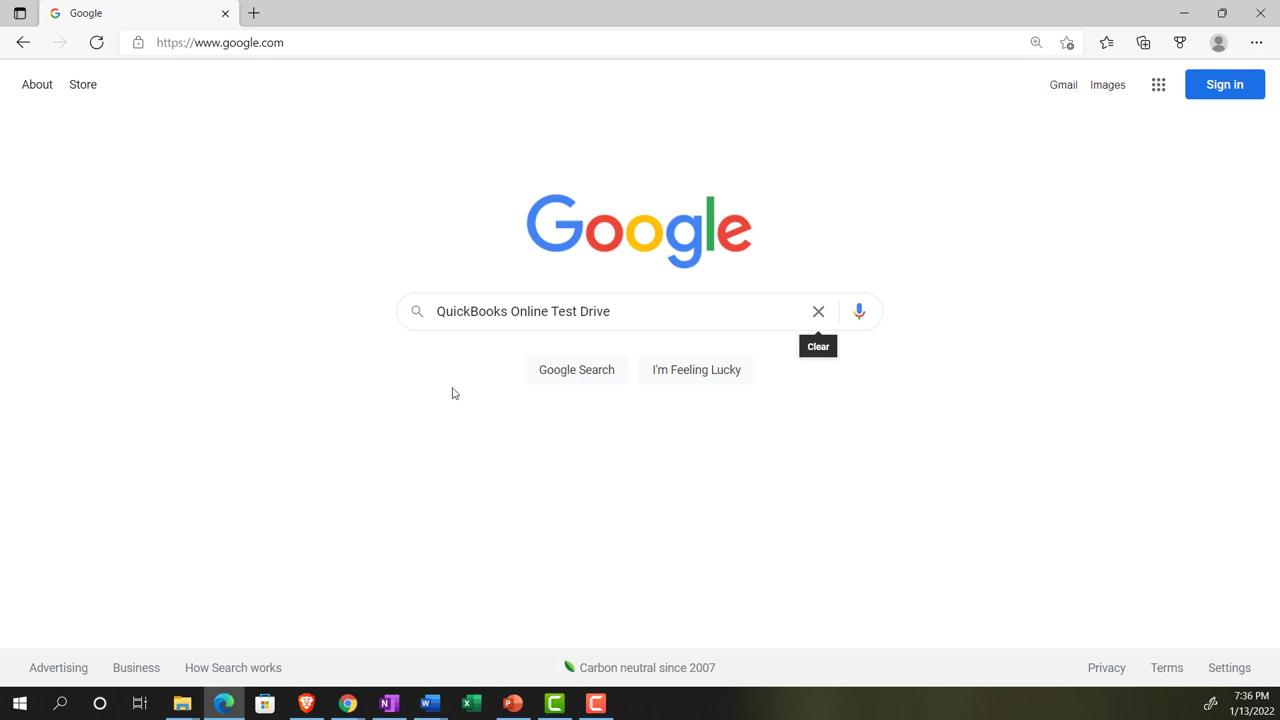 Google
https://www.google.com
About Store
Gmail Images Sign in
Google
QuickBooks Online Test Drive
Clear
Google Search I'm Feeling Lucky
Advertising Business How Search works
Carbon neutral since 2007
Privacy Terms Settings
7:36 PM
1/13/2022